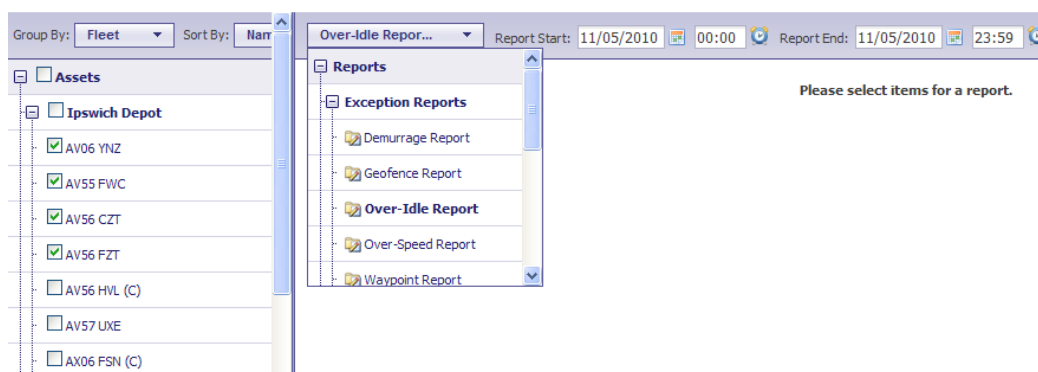 Group By: Fleet Sort By: Nam
Assets
Ipswich Depot
AV06 YNZ
AV55 FWC
AV56 CZT
AV56 FZT
AV56 HVL (C)
AV57 UXE
AX06 FSN (C)
Over-Idle Repor... Report Start: 11/05/2010 00:00 Report End: 11/05/2010 23:59
Reports
Exception Reports
Demurrage Report
Geofence Report
Over-Idle Report
Over-Speed Report
Waypoint Report
Please select items for a report.